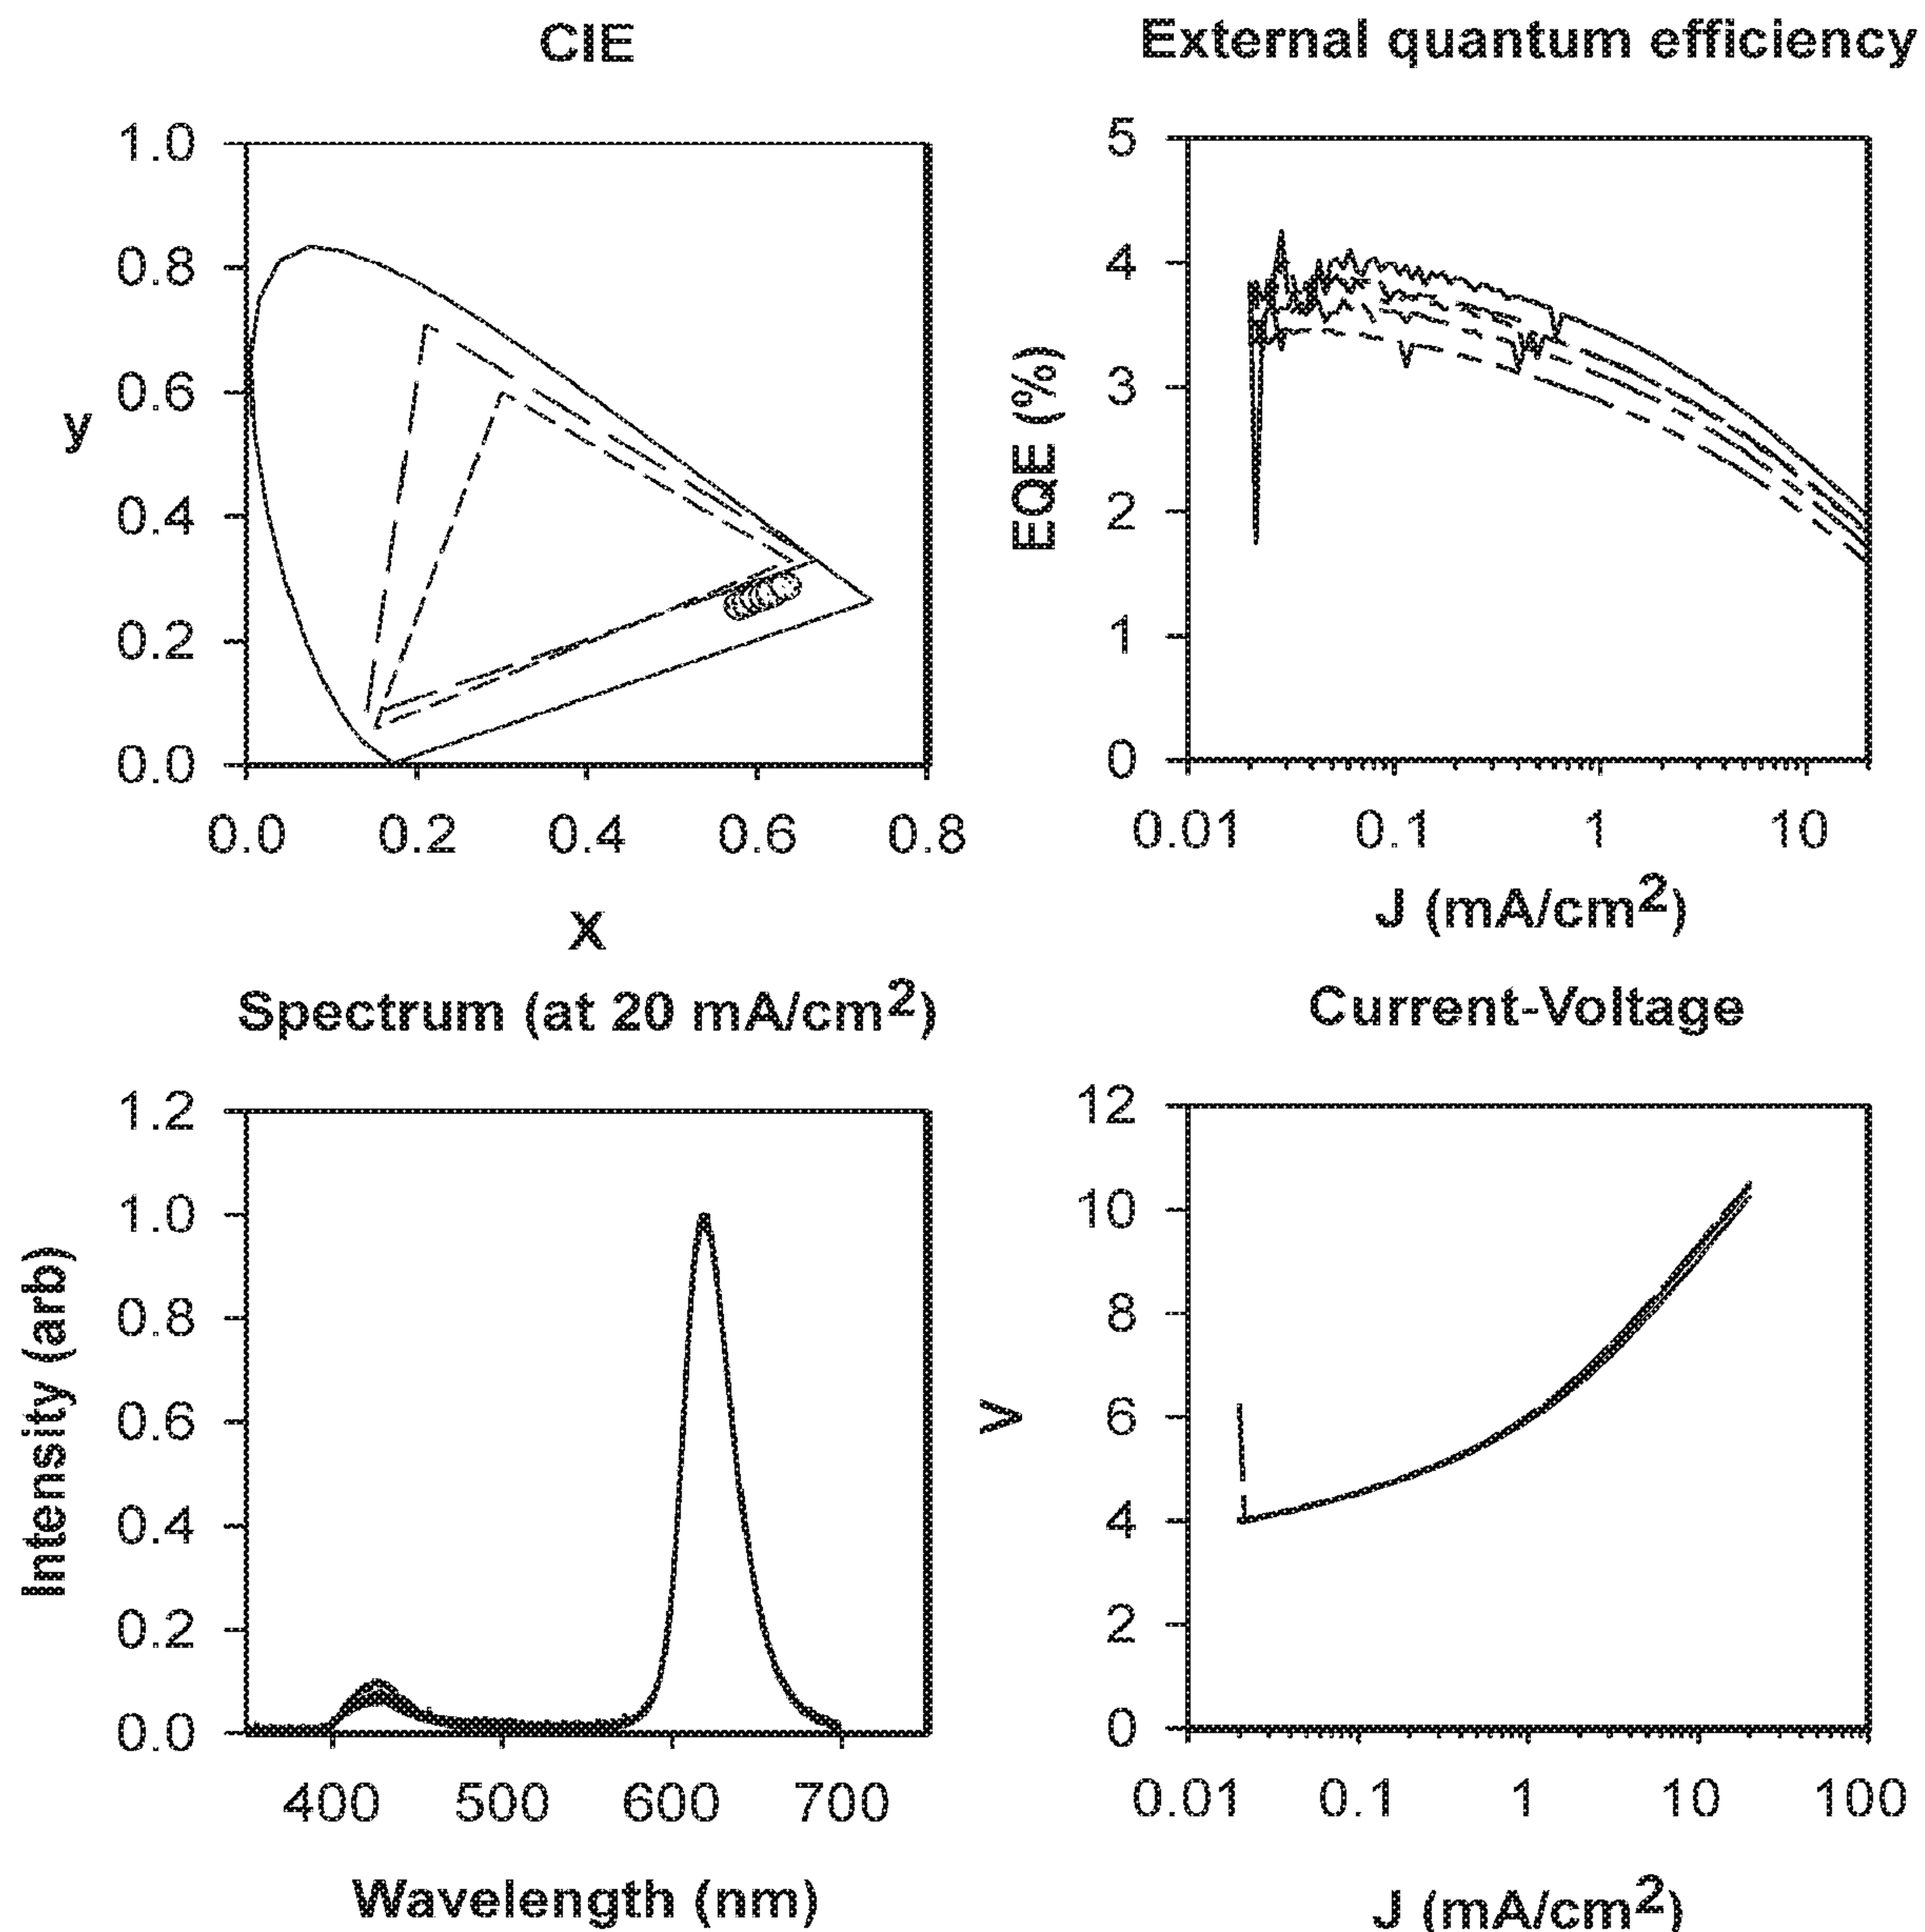 CIE
1.0
0.8
0.6
0.4
0.2
0.0
y
0.0 0.2 0.4 0.6 0.8
X
External quantum efficiency
5
4
3
2
1
0
EQE (%)
0.01 0.1 1 10
J (mA/cm²)
Spectrum (at 20 mA/cm²)
1.2
1.0
0.8
0.6
0.4
0.2
0.0
Intensity (arb)
400 500 600 700
Wavelength (nm)
Current-Voltage
12
10
8
6
4
2
0
V
0.01 0.1 1 10 100
J (mA/cm²)